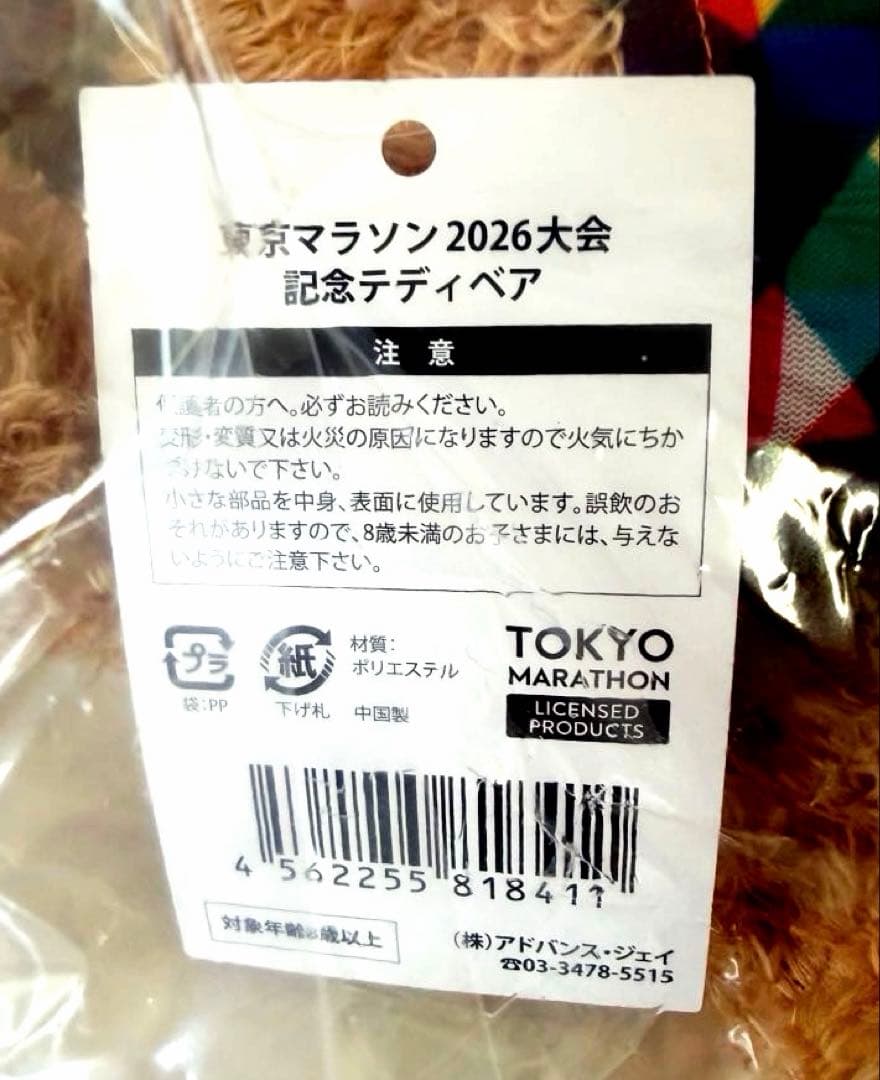 東京マラソン2026大会
記念テディベア
注 意
保護者の方へ。必ずお読みください。
変形・変質又は火災の原因になりますので火気にちか
づけないで下さい。
小さな部品を中身、表面に使用しています。誤飲のお
それがありますので、8歳未満のお子さまには、与えな
いようにご注意下さい。
プラ
袋:PP
紙
下げ札
材質:
ポリエステル
中国製
TOKYO
MARATHON
LICENSED
PRODUCTS
4 562255 818411
対象年齢8歳以上
(株)アドバンス・ジェイ
☎03-3478-5515